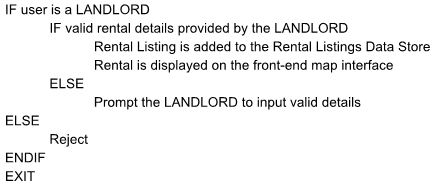 IF user is a LANDLORD
IF valid rental details provided by the LANDLORD
Rental Listing is added to the Rental Listings Data Store
Rental is displayed on the front-end map interface
ELSE
Prompt the LANDLORD to input valid details
ELSE
Reject
ENDIF
EXIT